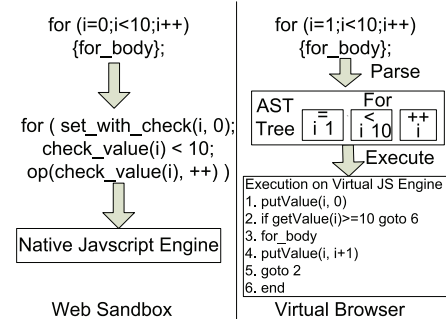 for (i=0;i<10;i++)
{for_body};
for ( set_with_check(i, 0);
check_value(i) < 10;
op(check_value(i), ++) )
Native Javscript Engine
Web Sandbox
for (i=1;i<10;i++)
{for_body};
Parse
AST
Tree
For
=
i 1
<
i 10
++
i
Execute
Execution on Virtual JS Engine
1. putValue(i, 0)
2. if getValue(i)>=10 goto 6
3. for_body
4. putValue(i, i+1)
5. goto 2
6. end
Virtual Browser